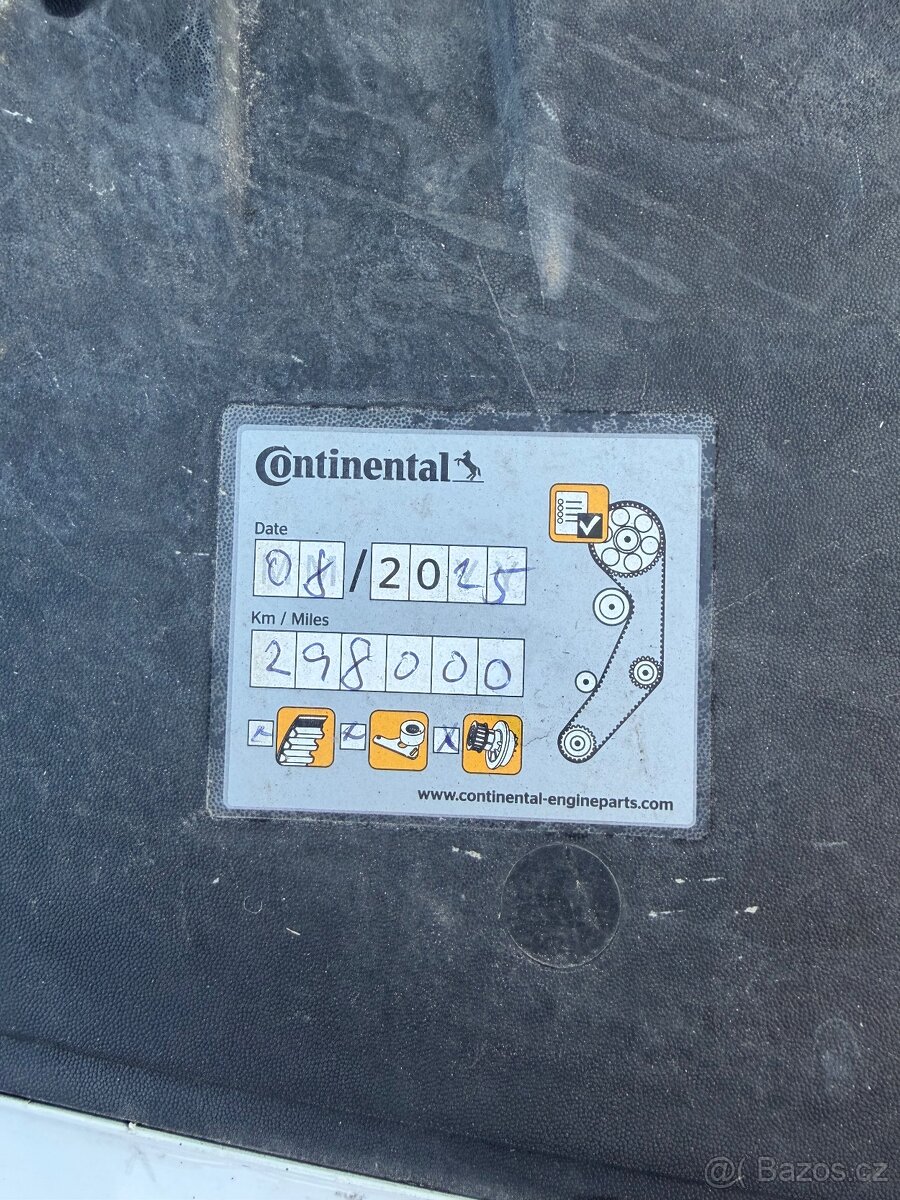 Continental
Date
08/2025
Km / Miles
298000
www.continental-engineparts.com
@( Bazos.cz